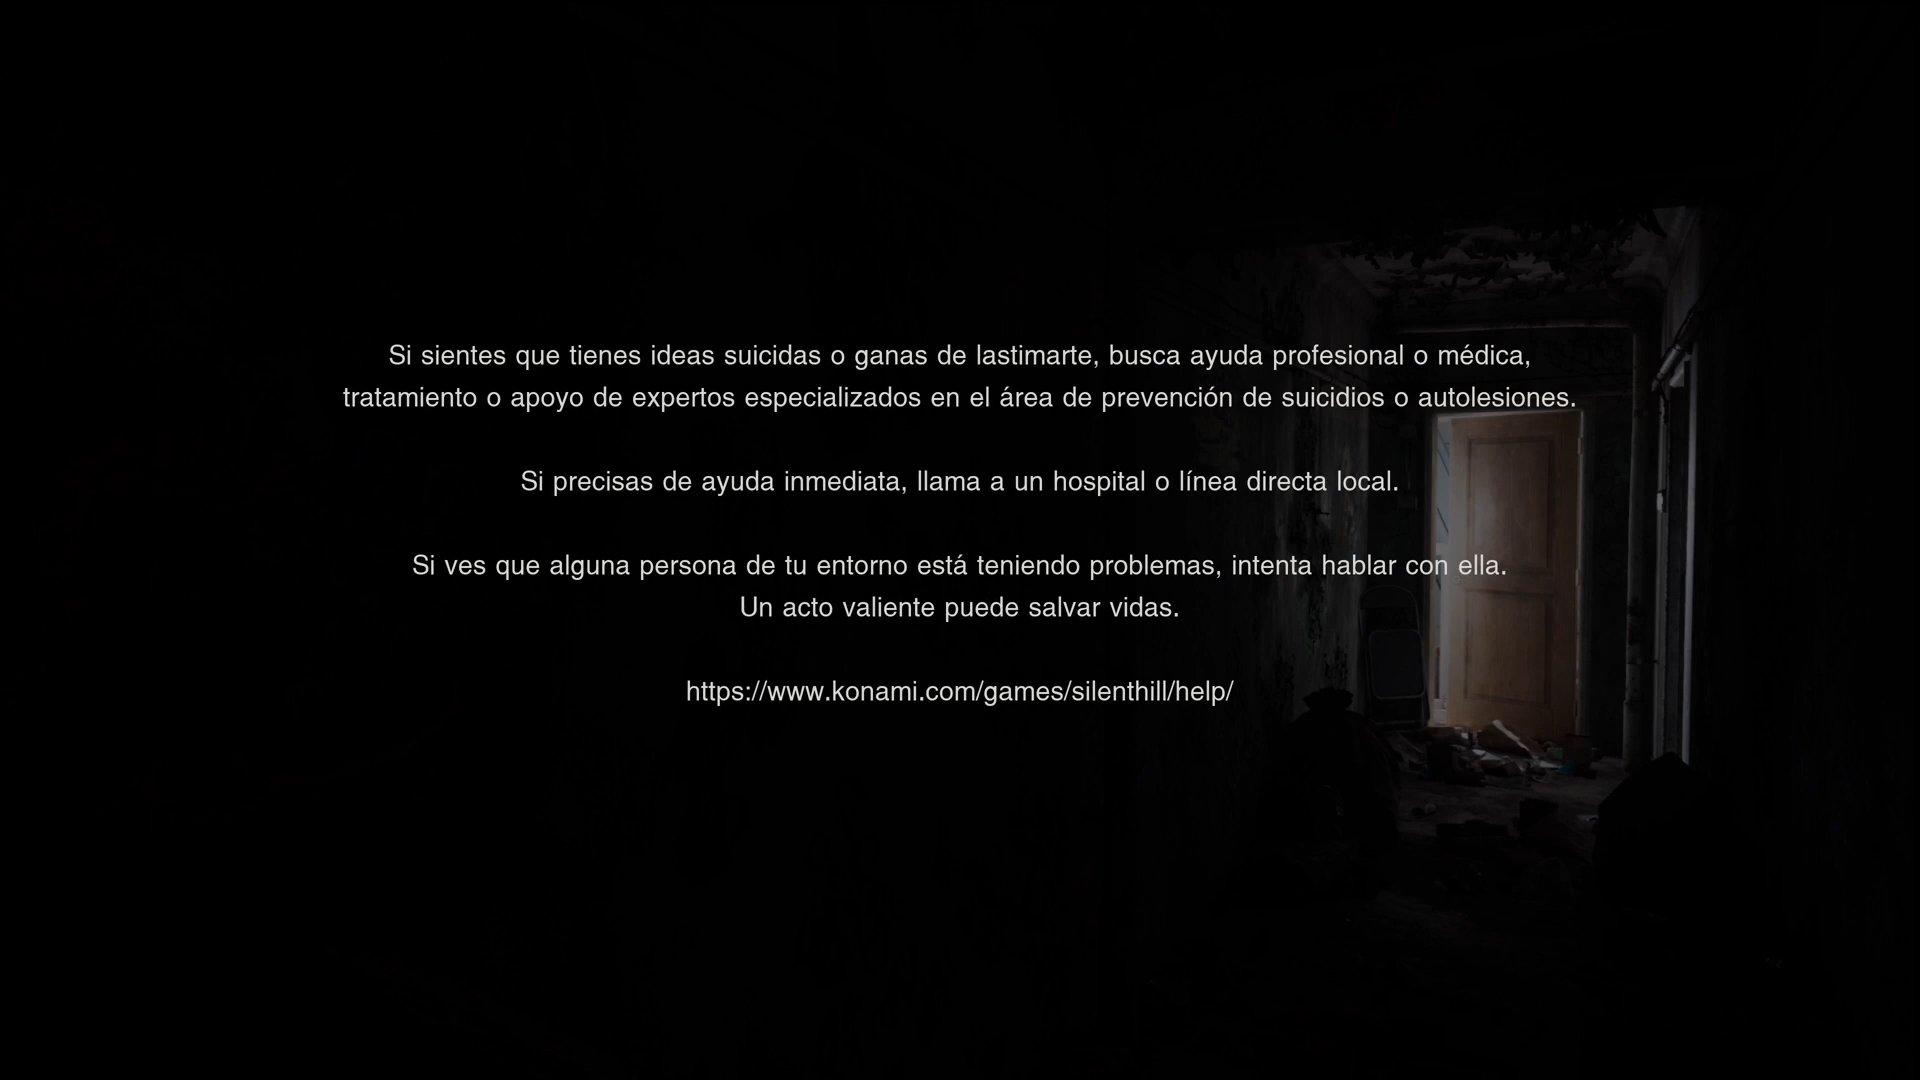 Si sientes que tienes ideas suicidas o ganas de lastimarte, busca ayuda profesional o médica,
tratamiento o apoyo de expertos especializados en el área de prevención de suicidios o autolesiones.
Si precisas de ayuda inmediata, llama a un hospital o línea directa local.
Si ves que alguna persona de tu entorno está teniendo problemas, intenta hablar con ella.
Un acto valiente puede salvar vidas.
https://www.konami.com/games/silenthill/help/